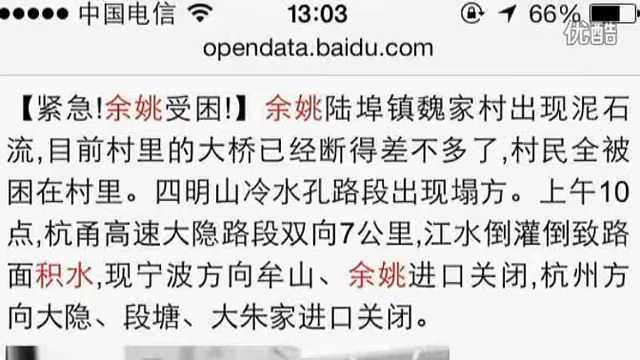 中国电信 13:03 66%
优酷
opendata.baidu.com
【紧急!余姚受困!】余姚陆埠镇魏家村出现泥石
流,目前村里的大桥已经断得差不多了,村民全被
困在村里。四明山冷水孔路段出现塌方。上午10
点,杭甬高速大隐路段双向7公里,江水倒灌倒致路
面积水,现宁波方向牟山、余姚进口关闭,杭州方
向大隐、段塘、大朱家进口关闭。